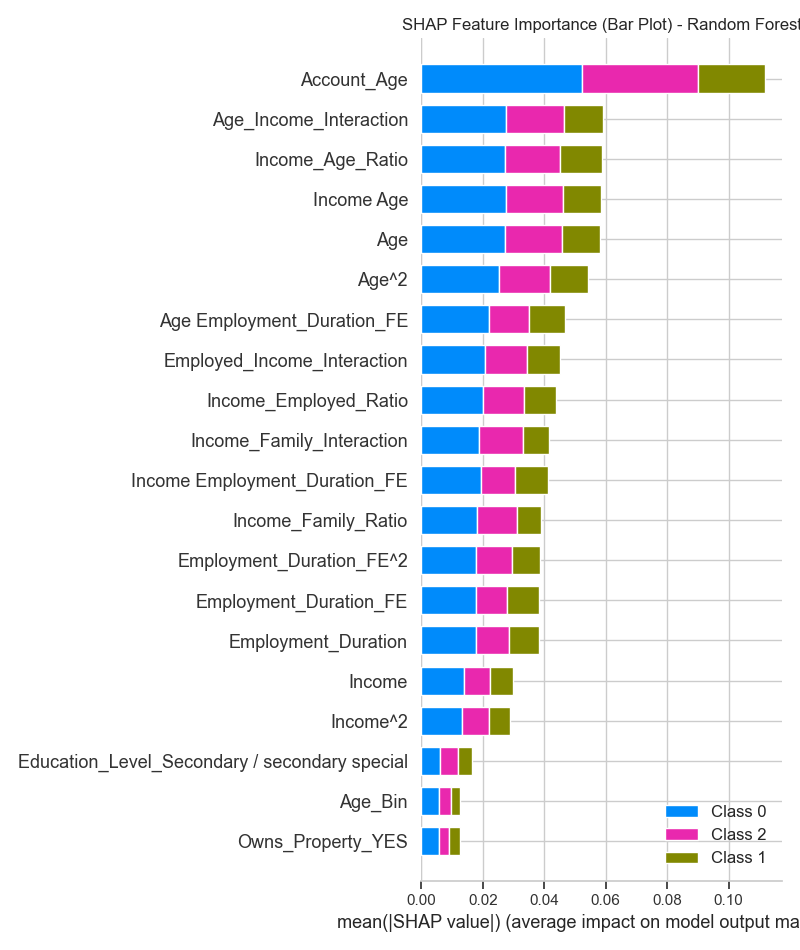 SHAP Feature Importance (Bar Plot) - Random Forest
Account_Age
Age_Income_Interaction
Income_Age_Ratio
Income Age
Age
Age^2
Age Employment_Duration_FE
Employed_Income_Interaction
Income_Employed_Ratio
Income_Family_Interaction
Income Employment_Duration_FE
Income_Family_Ratio
Employment_Duration_FE^2
Employment_Duration_FE
Employment_Duration
Income
Income^2
Education_Level_Secondary / secondary special
Age_Bin
Owns_Property_YES
Class 0
Class 2
Class 1
0.00 0.02 0.04 0.06 0.08 0.10
mean(|SHAP value|) (average impact on model output ma